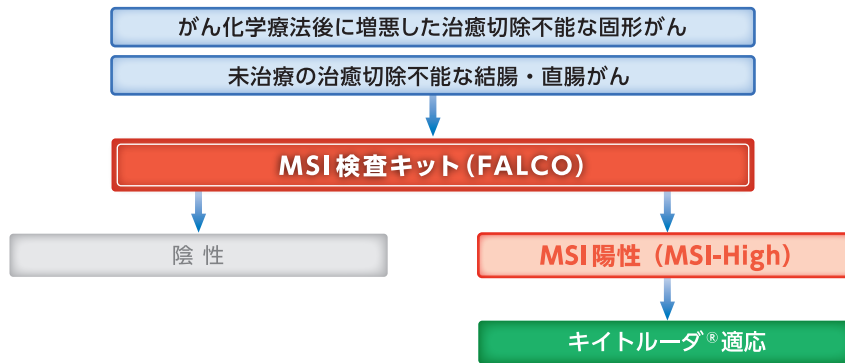 がん化学療法後に増悪した治癒切除不能な固形がん
未治療の治癒切除不能な結腸・直腸がん
MSI検査キット（FALCO）
陰性
MSI陽性（MSI-High）
キイトルーダ®適応